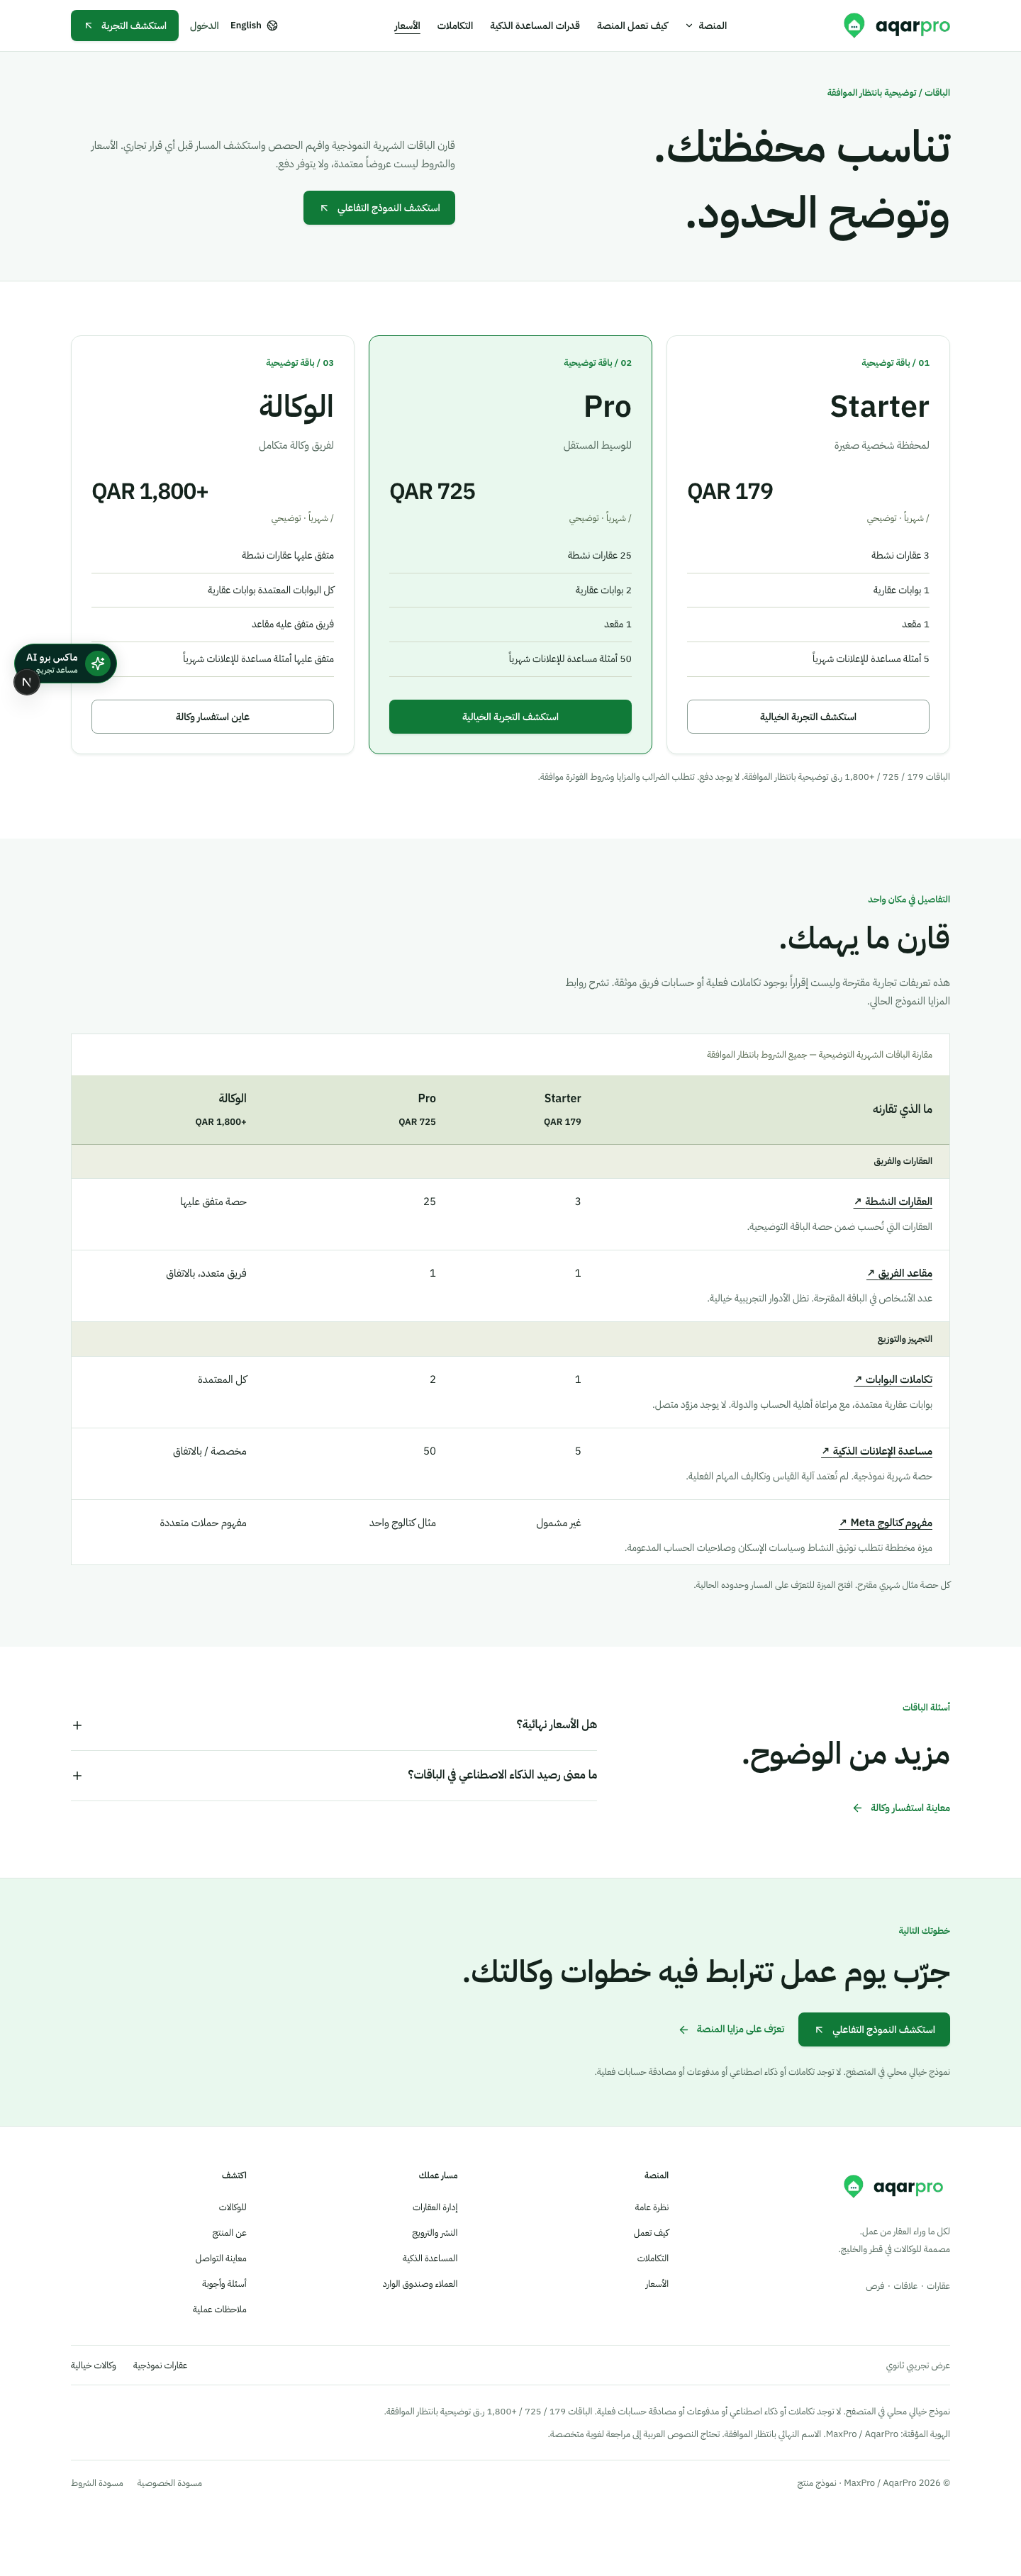 aqarpro
المنصة
كيف تعمل المنصة
قدرات المساعدة الذكية
التكاملات
الأسعار
English
الدخول
استكشف التجربة
الباقات / توضيحية بانتظار الموافقة
تناسب محفظتك.
وتوضح الحدود.
قارن الباقات الشهرية النموذجية وافهم الحصص واستكشف المسار قبل أي قرار تجاري. الأسعار
والشروط ليست عروضاً معتمدة، ولا يتوفر دفع.
استكشف النموذج التفاعلي
01 / باقة توضيحية
Starter
لمحفظة شخصية صغيرة
QAR 179
/ شهرياً · توضيحي
3 عقارات نشطة
1 بوابات عقارية
1 مقعد
5 أمثلة مساعدة للإعلانات شهرياً
استكشف التجربة الخيالية
02 / باقة توضيحية
Pro
للوسيط المستقل
QAR 725
/ شهرياً · توضيحي
25 عقارات نشطة
2 بوابات عقارية
1 مقعد
50 أمثلة مساعدة للإعلانات شهرياً
استكشف التجربة الخيالية
03 / باقة توضيحية
الوكالة
لفريق وكالة متكامل
QAR 1,800+
/ شهرياً · توضيحي
متفق عليها عقارات نشطة
كل البوابات المعتمدة بوابات عقارية
فريق متفق عليه مقاعد
متفق عليها أمثلة مساعدة للإعلانات شهرياً
عاين استفسار وكالة
ماكس برو AI
مساعد تجريبي
الباقات 179 / 725 / +1,800 ر.ق توضيحية بانتظار الموافقة. لا يوجد دفع. تتطلب الضرائب والمزايا وشروط الفوترة موافقة.
التفاصيل في مكان واحد
قارن ما يهمك.
هذه تعريفات تجارية مقترحة وليست إقراراً بوجود تكاملات فعلية أو حسابات فريق موثقة. تشرح روابط
المزايا النموذج الحالي.
مقارنة الباقات الشهرية التوضيحية — جميع الشروط بانتظار الموافقة
ما الذي تقارنه
Starter
QAR 179
Pro
QAR 725
الوكالة
QAR 1,800+
العقارات والفريق
العقارات النشطة ↗
العقارات التي تُحسب ضمن حصة الباقة التوضيحية.
3
25
حصة متفق عليها
مقاعد الفريق ↗
عدد الأشخاص في الباقة المقترحة. تظل الأدوار التجريبية خيالية.
1
1
فريق متعدد، بالاتفاق
التجهيز والتوزيع
تكاملات البوابات ↗
بوابات عقارية معتمدة، مع مراعاة أهلية الحساب والدولة. لا يوجد مزوّد متصل.
1
2
كل المعتمدة
مساعدة الإعلانات الذكية ↗
حصة شهرية نموذجية. لم تُعتمد آلية القياس وتكاليف المهام الفعلية.
5
50
مخصصة / بالاتفاق
مفهوم كتالوج Meta ↗
ميزة مخططة تتطلب توثيق النشاط وسياسات الإسكان وصلاحيات الحساب المدعومة.
غير مشمول
مثال كتالوج واحد
مفهوم حملات متعددة
كل حصة مثال شهري مقترح. افتح الميزة للتعرّف على المسار وحدوده الحالية.
أسئلة الباقات
مزيد من الوضوح.
معاينة استفسار وكالة
هل الأسعار نهائية؟
ما معنى رصيد الذكاء الاصطناعي في الباقات؟
خطوتك التالية
جرّب يوم عمل تترابط فيه خطوات وكالتك.
استكشف النموذج التفاعلي
تعرّف على مزايا المنصة
نموذج خيالي محلي في المتصفح. لا توجد تكاملات أو ذكاء اصطناعي أو مدفوعات أو مصادقة حسابات فعلية.
aqarpro
لكل ما وراء العقار من عمل.
مصممة للوكالات في قطر والخليج.
عقارات · علاقات · فرص
المنصة
نظرة عامة
كيف تعمل
التكاملات
الأسعار
مسار عملك
إدارة العقارات
النشر والترويج
المساعدة الذكية
العملاء وصندوق الوارد
اكتشف
للوكالات
عن المنتج
معاينة التواصل
أسئلة وأجوبة
ملاحظات عملية
عرض تجريبي ثانوي
عقارات نموذجية
وكالات خيالية
نموذج خيالي محلي في المتصفح. لا توجد تكاملات أو ذكاء اصطناعي أو مدفوعات أو مصادقة حسابات فعلية. الباقات 179 / 725 / +1,800 ر.ق توضيحية بانتظار الموافقة.
الهوية المؤقتة: MaxPro / AqarPro. الاسم النهائي بانتظار الموافقة. تحتاج النصوص العربية إلى مراجعة لغوية متخصصة.
© 2026 MaxPro / AqarPro · نموذج منتج
مسودة الخصوصية
مسودة الشروط